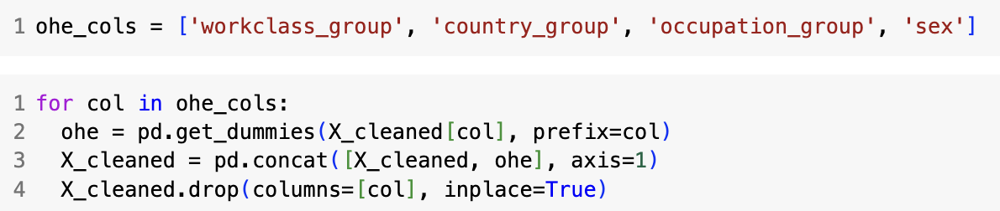 1 ohe_cols = ['workclass_group', 'country_group', 'occupation_group', 'sex']
1 for col in ohe_cols:
2   ohe = pd.get_dummies(X_cleaned[col], prefix=col)
3   X_cleaned = pd.concat([X_cleaned, ohe], axis=1)
4   X_cleaned.drop(columns=[col], inplace=True)